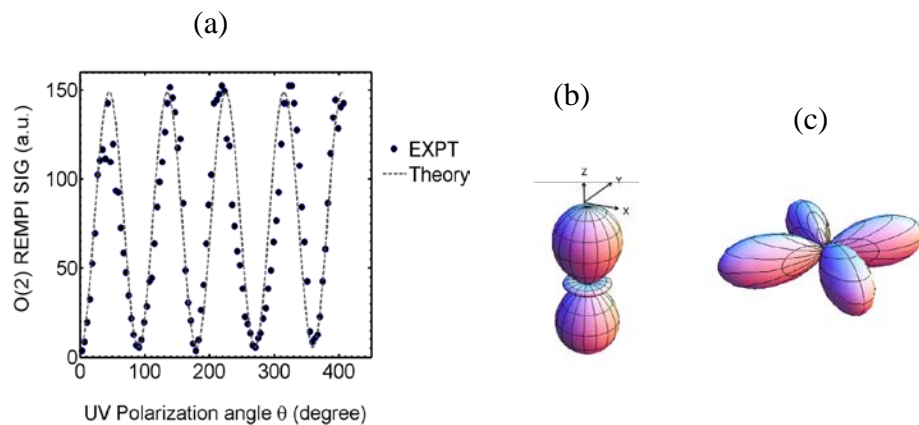 (a)
O(2) REMPI SIG (a.u.)
150
100
50
0
0 100 200 300 400
UV Polarization angle θ (degree)
EXPT
Theory
(b)
Z
Y
X
(c)